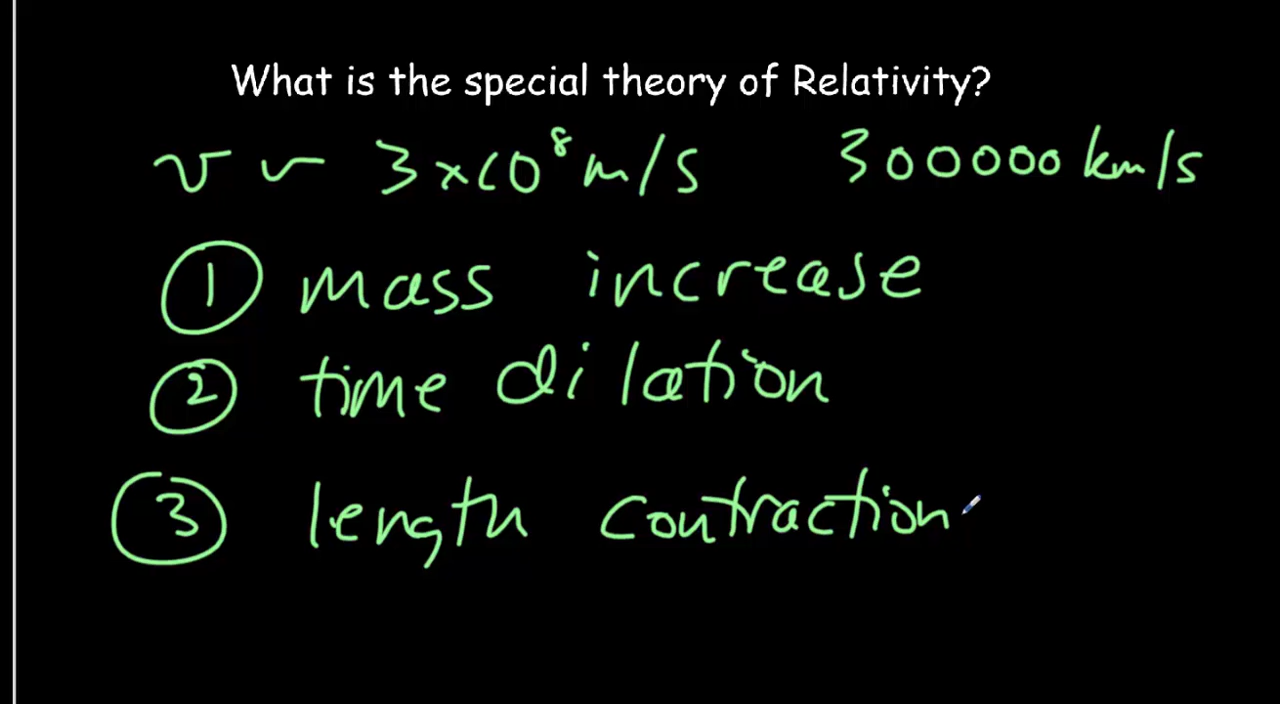 What is the special theory of Relativity?
v ~ 3×10⁸ m/s 300000 km/s
① mass increase
② time dilation
③ length contraction